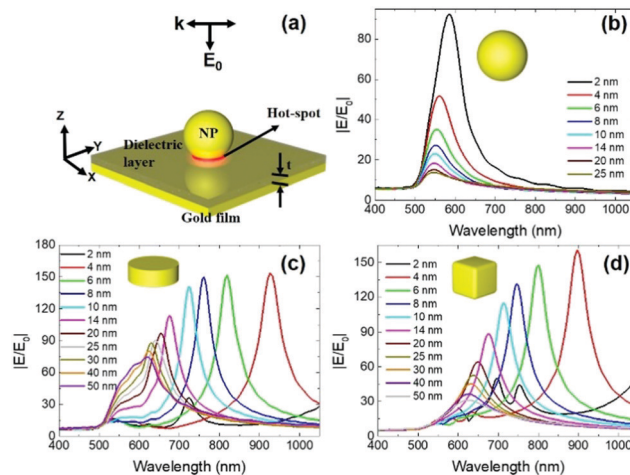 (a)
k
E0
Z
Y
X
NP
Hot-spot
Dielectric
layer
t
Gold film
(b)
|E/E0|
80
60
40
20
0
2 nm
4 nm
6 nm
8 nm
10 nm
14 nm
20 nm
25 nm
400 500 600 700 800 900 1000
Wavelength (nm)
(c)
|E/E0|
180
150
120
90
60
30
0
2 nm
4 nm
6 nm
8 nm
10 nm
14 nm
20 nm
25 nm
30 nm
40 nm
50 nm
400 500 600 700 800 900 1000
Wavelength (nm)
(d)
|E/E0|
150
120
90
60
30
0
2 nm
4 nm
6 nm
8 nm
10 nm
14 nm
20 nm
25 nm
30 nm
40 nm
50 nm
400 500 600 700 800 900 1000
Wavelength (nm)